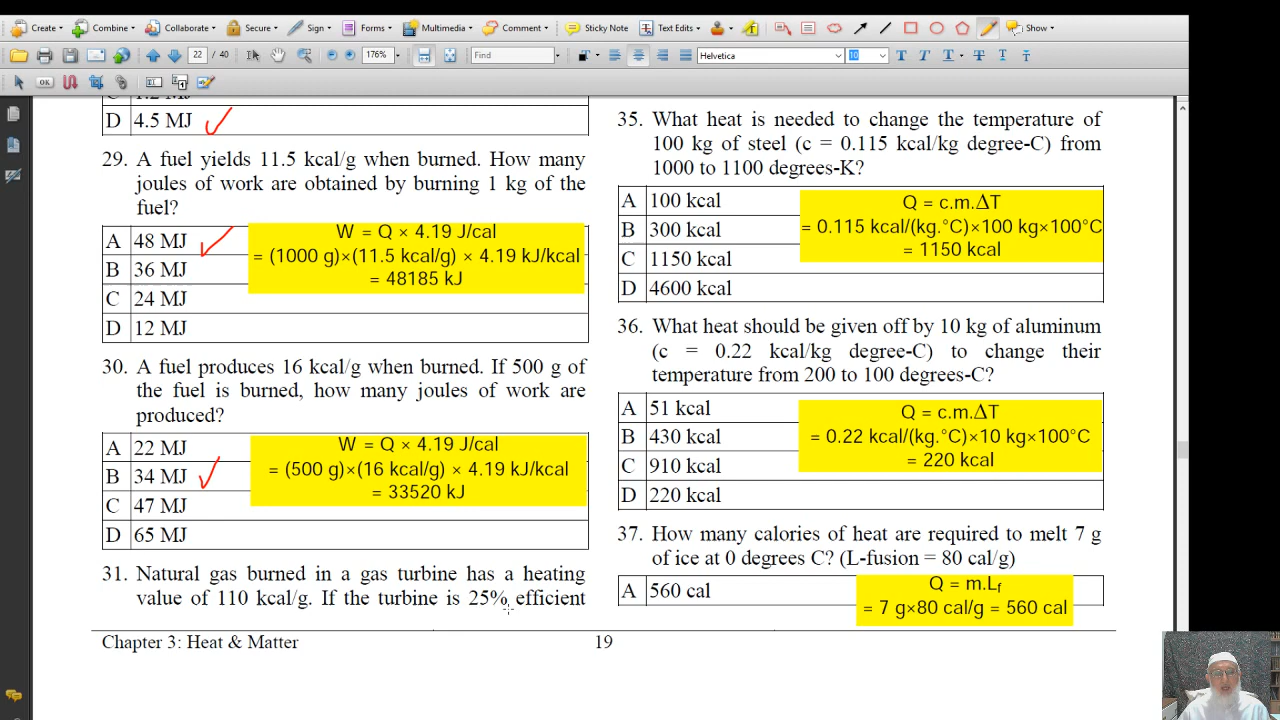 Create Combine Collaborate Secure Sign Forms Multimedia Comment Sticky Note Text Edits Show
22 / 40 176% Find Helvetica 10
OK
D 4.5 MJ
29. A fuel yields 11.5 kcal/g when burned. How many
joules of work are obtained by burning 1 kg of the
fuel?
A 48 MJ
B 36 MJ
C 24 MJ
D 12 MJ
W = Q × 4.19 J/cal
= (1000 g)×(11.5 kcal/g) × 4.19 kJ/kcal
= 48185 kJ
30. A fuel produces 16 kcal/g when burned. If 500 g of
the fuel is burned, how many joules of work are
produced?
A 22 MJ
B 34 MJ
C 47 MJ
D 65 MJ
W = Q × 4.19 J/cal
= (500 g)×(16 kcal/g) × 4.19 kJ/kcal
= 33520 kJ
31. Natural gas burned in a gas turbine has a heating
value of 110 kcal/g. If the turbine is 25% efficient
35. What heat is needed to change the temperature of
100 kg of steel (c = 0.115 kcal/kg degree-C) from
1000 to 1100 degrees-K?
A 100 kcal
B 300 kcal
C 1150 kcal
D 4600 kcal
Q = c.m.ΔT
= 0.115 kcal/(kg.°C)×100 kg×100°C
= 1150 kcal
36. What heat should be given off by 10 kg of aluminum
(c = 0.22 kcal/kg degree-C) to change their
temperature from 200 to 100 degrees-C?
A 51 kcal
B 430 kcal
C 910 kcal
D 220 kcal
Q = c.m.ΔT
= 0.22 kcal/(kg.°C)×10 kg×100°C
= 220 kcal
37. How many calories of heat are required to melt 7 g
of ice at 0 degrees C? (L-fusion = 80 cal/g)
A 560 cal
Q = m.Lf
= 7 g×80 cal/g = 560 cal
Chapter 3: Heat & Matter 19